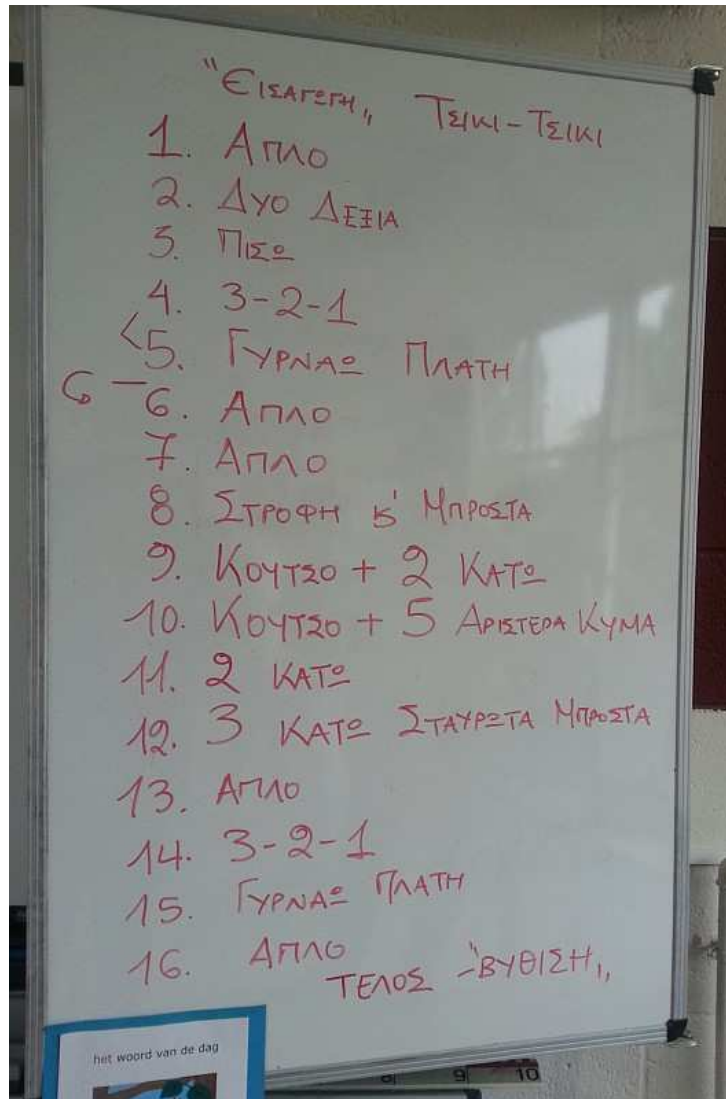 "ΕΙΣΑΓΩΓΗ„ ΤΣΙΚΙ-ΤΣΙΚΙ
1. ΑΠΛΟ
2. ΔΥΟ ΔΕΞΙΑ
3. ΠΙΣΩ
4. 3-2-1
5. ΓΥΡΝΑΩ ΠΛΑΤΗ
6. ΑΠΛΟ
7. ΑΠΛΟ
8. ΣΤΡΟΦΗ Κ' ΜΠΡΟΣΤΑ
9. ΚΟΥΤΣΟ + 2 ΚΑΤΩ
10. ΚΟΥΤΣΟ + 5 ΑΡΙΣΤΕΡΑ ΚΥΜΑ
11. 2 ΚΑΤΩ
12. 3 ΚΑΤΩ ΣΤΑΥΡΩΤΑ ΜΠΡΟΣΤΑ
13. ΑΠΛΟ
14. 3-2-1
15. ΓΥΡΝΑΩ ΠΛΑΤΗ
16. ΑΠΛΟ
ΤΕΛΟΣ - "ΒΥΘΙΣΗ„
het woord van de dag
8 9 10